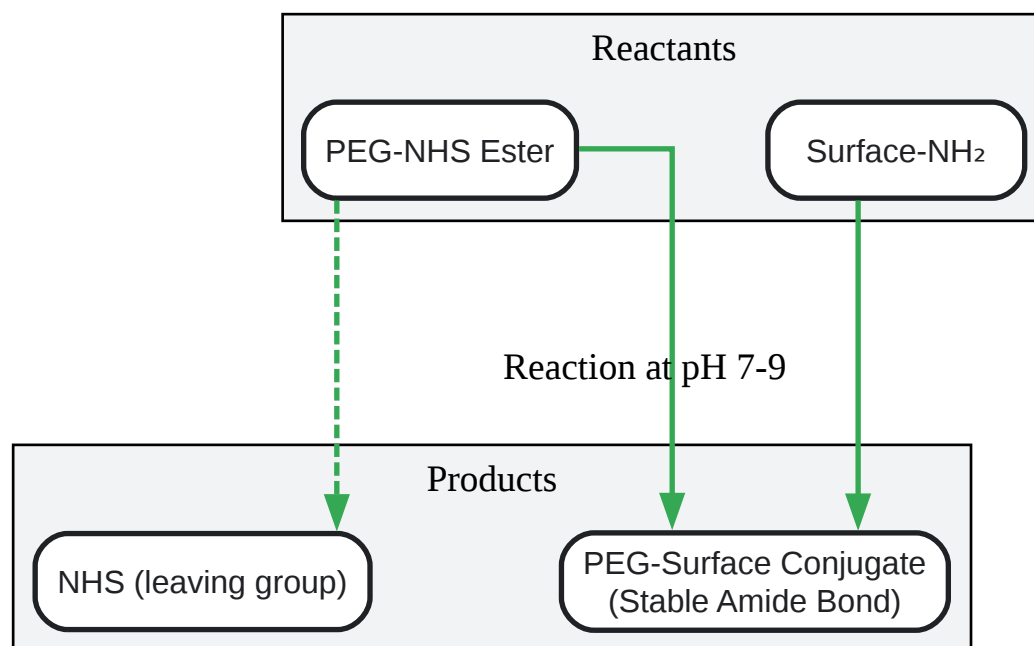 Reactants
PEG-NHS Ester
Surface-NH₂
Reaction at pH 7-9
Products
NHS (leaving group)
PEG-Surface Conjugate
(Stable Amide Bond)